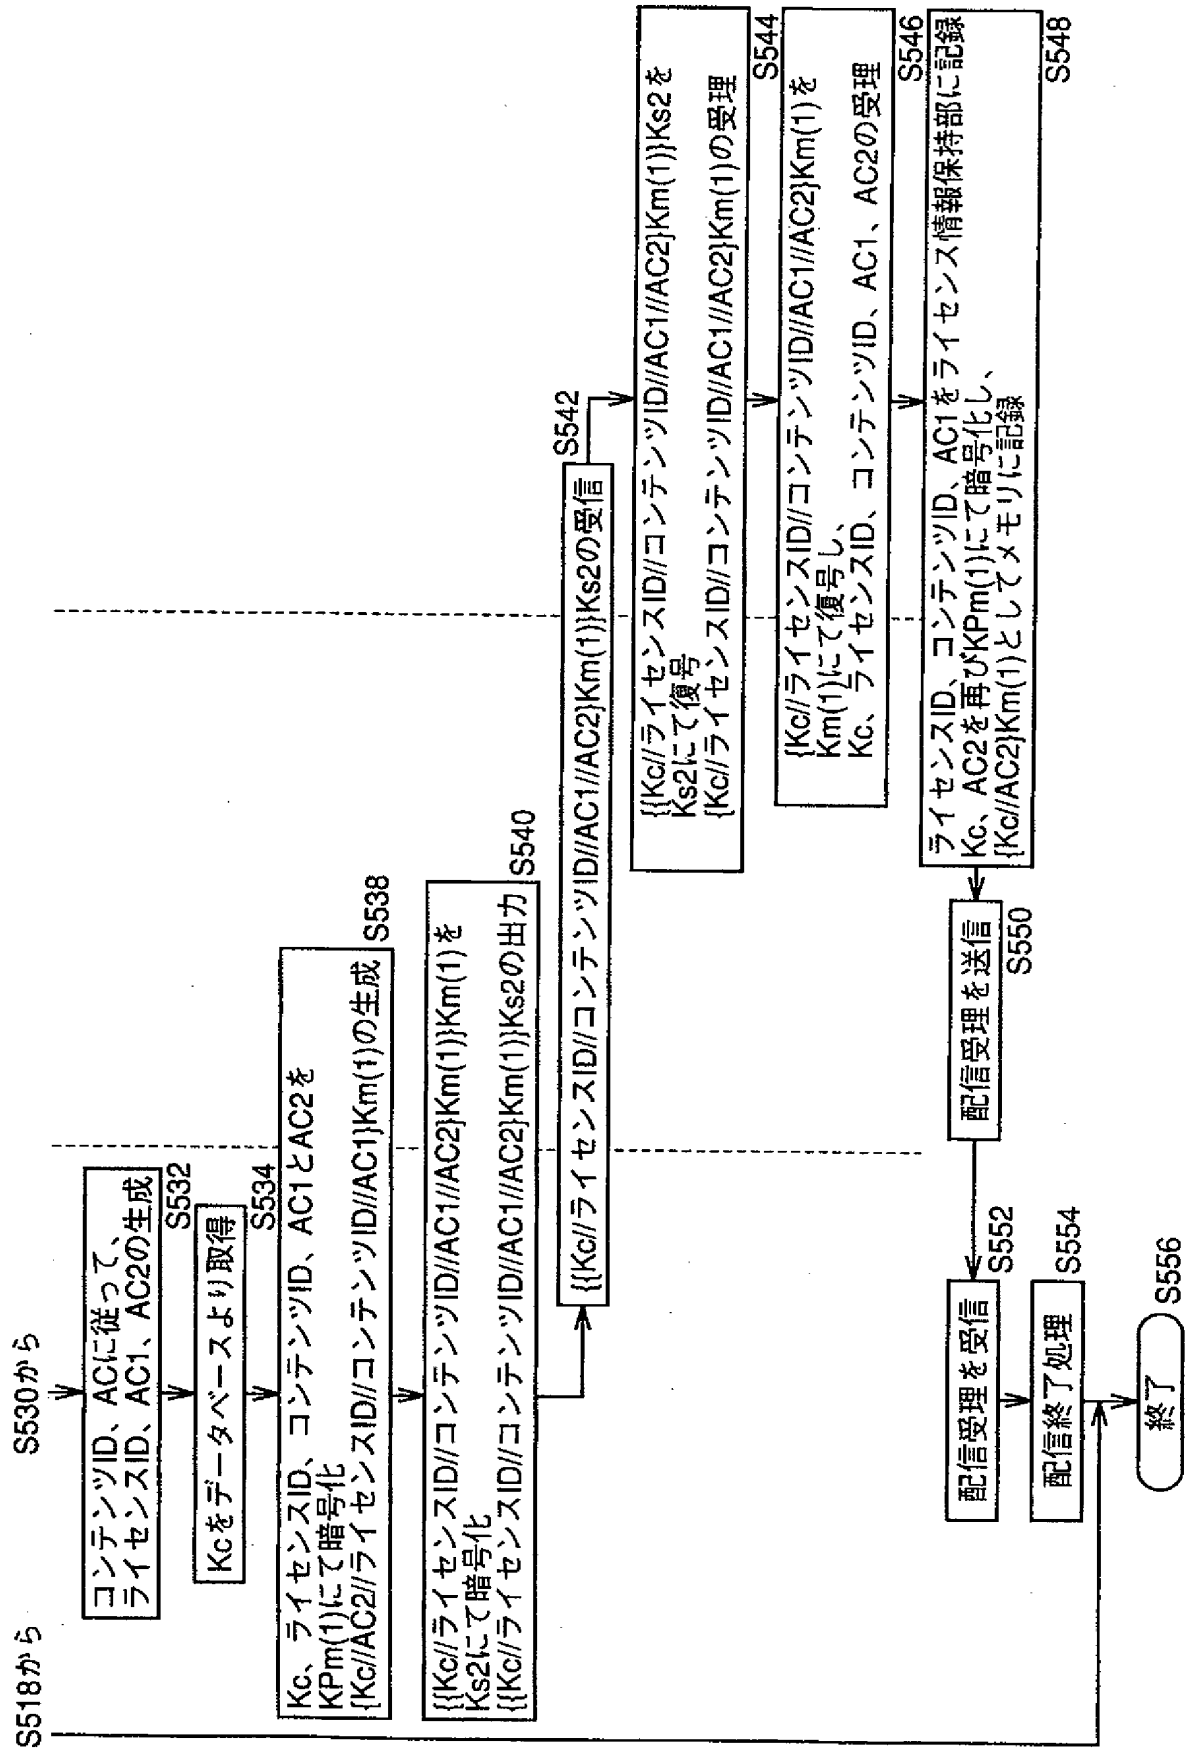 S518から
S530から
コンテンツID、ACに従って、
ライセンスID、AC1、AC2の生成
S532
Kcをデータベースより取得
S534
Kc、ライセンスID、コンテンツID、AC1とAC2を
KPm(1)にて暗号化
{Kc//AC2//ライセンスID//コンテンツID//AC1}Km(1)の生成
S538
{{Kc//ライセンスID//コンテンツID//AC1//AC2}Km(1)}Km(1)を
Ks2にて暗号化
{{Kc//ライセンスID//コンテンツID//AC1//AC2}Km(1)}Ks2の出力
S540
{{Kc//ライセンスID//コンテンツID//AC1//AC2}Km(1)}Ks2の受信
S542
{{Kc//ライセンスID//コンテンツID//AC1//AC2}Km(1)}Ks2を
Ks2にて復号
{Kc//ライセンスID//コンテンツID//AC1//AC2}Km(1)の受理
S544
{Kc//ライセンスID//コンテンツID//AC1//AC2}Km(1)を
Km(1)にて復号し、
Kc、ライセンスID、コンテンツID、AC1、AC2の受理
S546
ライセンスID、コンテンツID、AC1をライセンス情報保持部に記録
Kc、AC2を再びKPm(1)にて暗号化し、
{Kc//AC2}Km(1)としてメモリに記録
S548
配信受理を送信
S550
配信受理を受信
S552
配信終了処理
S554
終了
S556